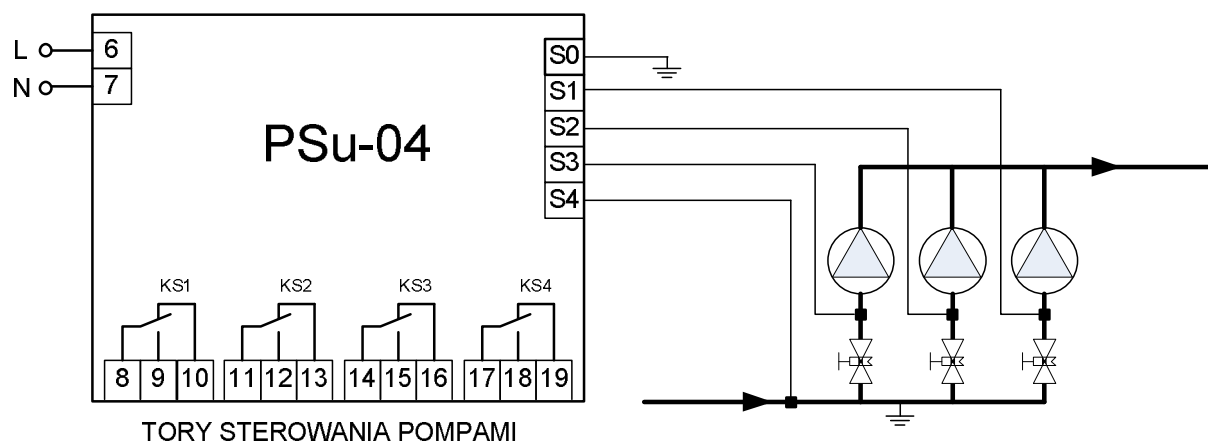 L
6
N
7
PSu-04
S0
S1
S2
S3
S4
KS1
KS2
KS3
KS4
8 9 10 11 12 13 14 15 16 17 18 19
TORY STEROWANIA POMPAMI